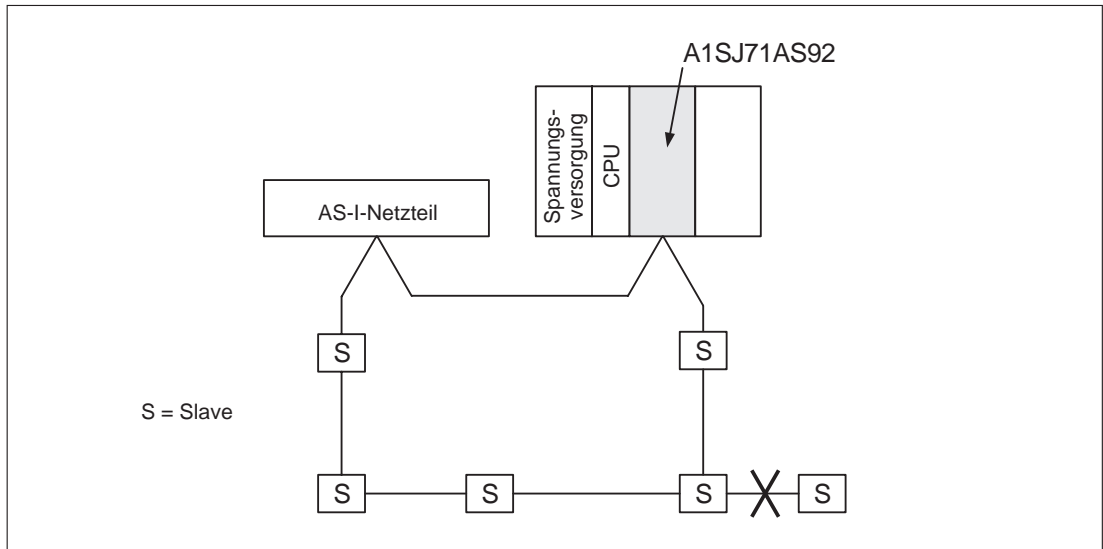 A1SJ71AS92
Spannungs-
versorgung
CPU
AS-I-Netzteil
S
S
S = Slave
S
S
S
S